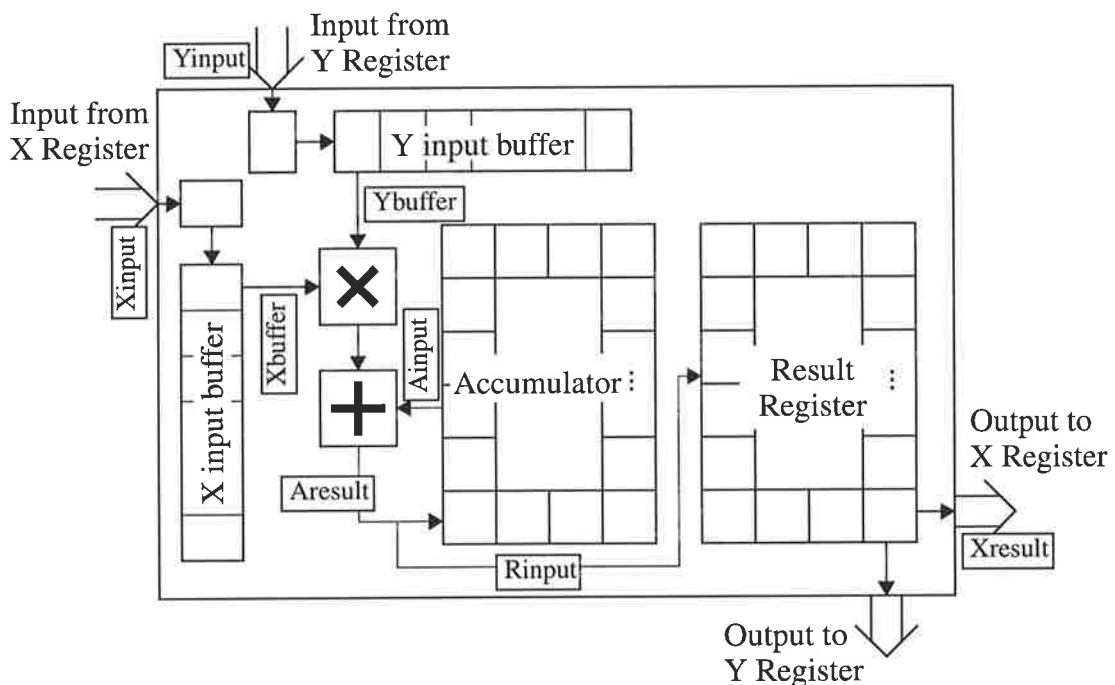 Input from
Y Register
Yinput
Input from
X Register
Y input buffer
Ybuffer
Xinput
Xbuffer
X input buffer
Ainput
Accumulator
Result
Register
Aresult
Rinput
Output to
X Register
Xresult
Output to
Y Register